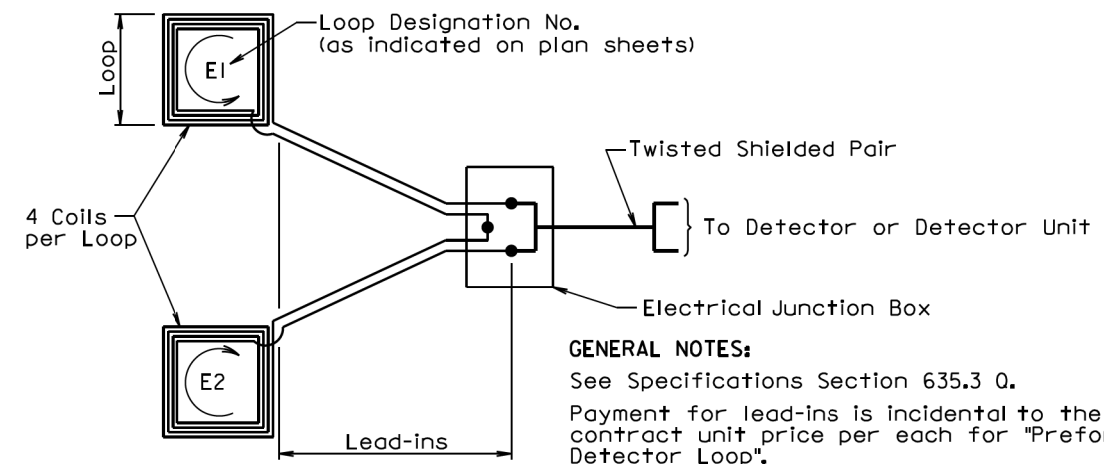 Loop Designation No.
(as indicated on plan sheets)
Loop
E1
Twisted Shielded Pair
4 Coils
per Loop
To Detector or Detector Unit
Electrical Junction Box
E2
Lead-ins
GENERAL NOTES:
See Specifications Section 635.3 Q.
Payment for lead-ins is incidental to the
contract unit price per each for "Prefo
Detector Loop".